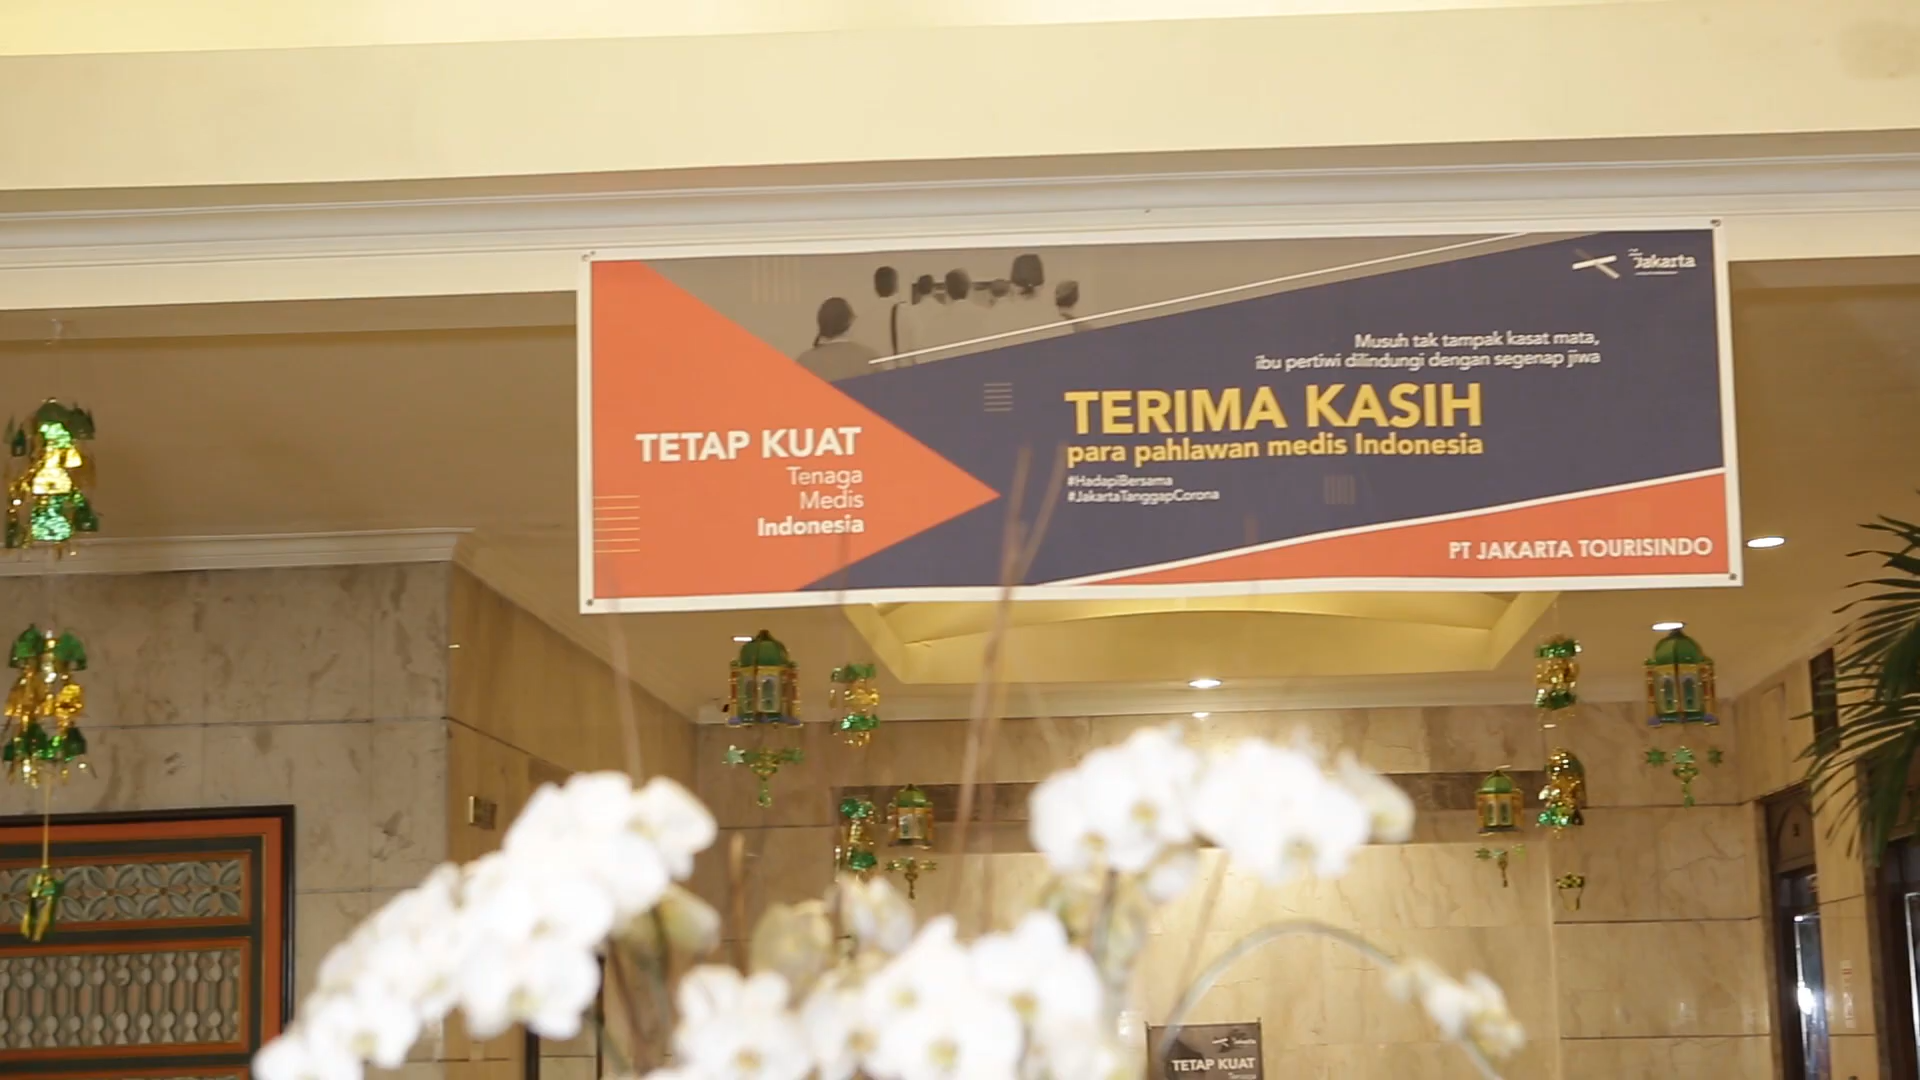 TETAP KUAT
Tenaga
Medis
Indonesia
Jakarta
Musuh tak tampak kasat mata,
ibu pertiwi dilindungi dengan segenap jiwa
TERIMA KASIH
para pahlawan medis Indonesia
#HadapiBersama
#JakartaTanggapCorona
PT JAKARTA TOURISINDO
TETAP KUAT
Tenaga